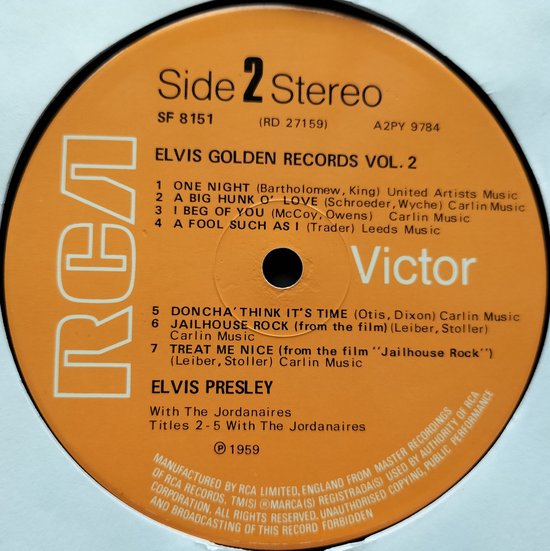 Side 2 Stereo
SF 8151 (RD 27159) A2PY 9784
ELVIS GOLDEN RECORDS VOL. 2
1 ONE NIGHT (Bartholomew, King) United Artists Music
2 A BIG HUNK O' LOVE (Schroeder, Wyche) Carlin Music
3 I BEG OF YOU (McCoy, Owens) Carlin Music
4 A FOOL SUCH AS I (Trader) Leeds Music
RCA
Victor
5 DONCHA' THINK IT'S TIME (Otis, Dixon) Carlin Music
6 JAILHOUSE ROCK (from the film) (Leiber, Stoller)
Carlin Music
7 TREAT ME NICE (from the film "Jailhouse Rock")
(Leiber, Stoller) Carlin Music
ELVIS PRESLEY
With The Jordanaires
Titles 2-5 With The Jordanaires
℗ 1959
MANUFACTURED BY RCA LIMITED, ENGLAND FROM MASTER RECORDINGS
OF RCA RECORDS, TM(S) ® MARCA(S) REGISTRADA(S) USED BY AUTHORITY OF RCA
CORPORATION. ALL RIGHTS RESERVED. UNAUTHORISED COPYING, PUBLIC PERFORMANCE
AND BROADCASTING OF THIS RECORD FORBIDDEN